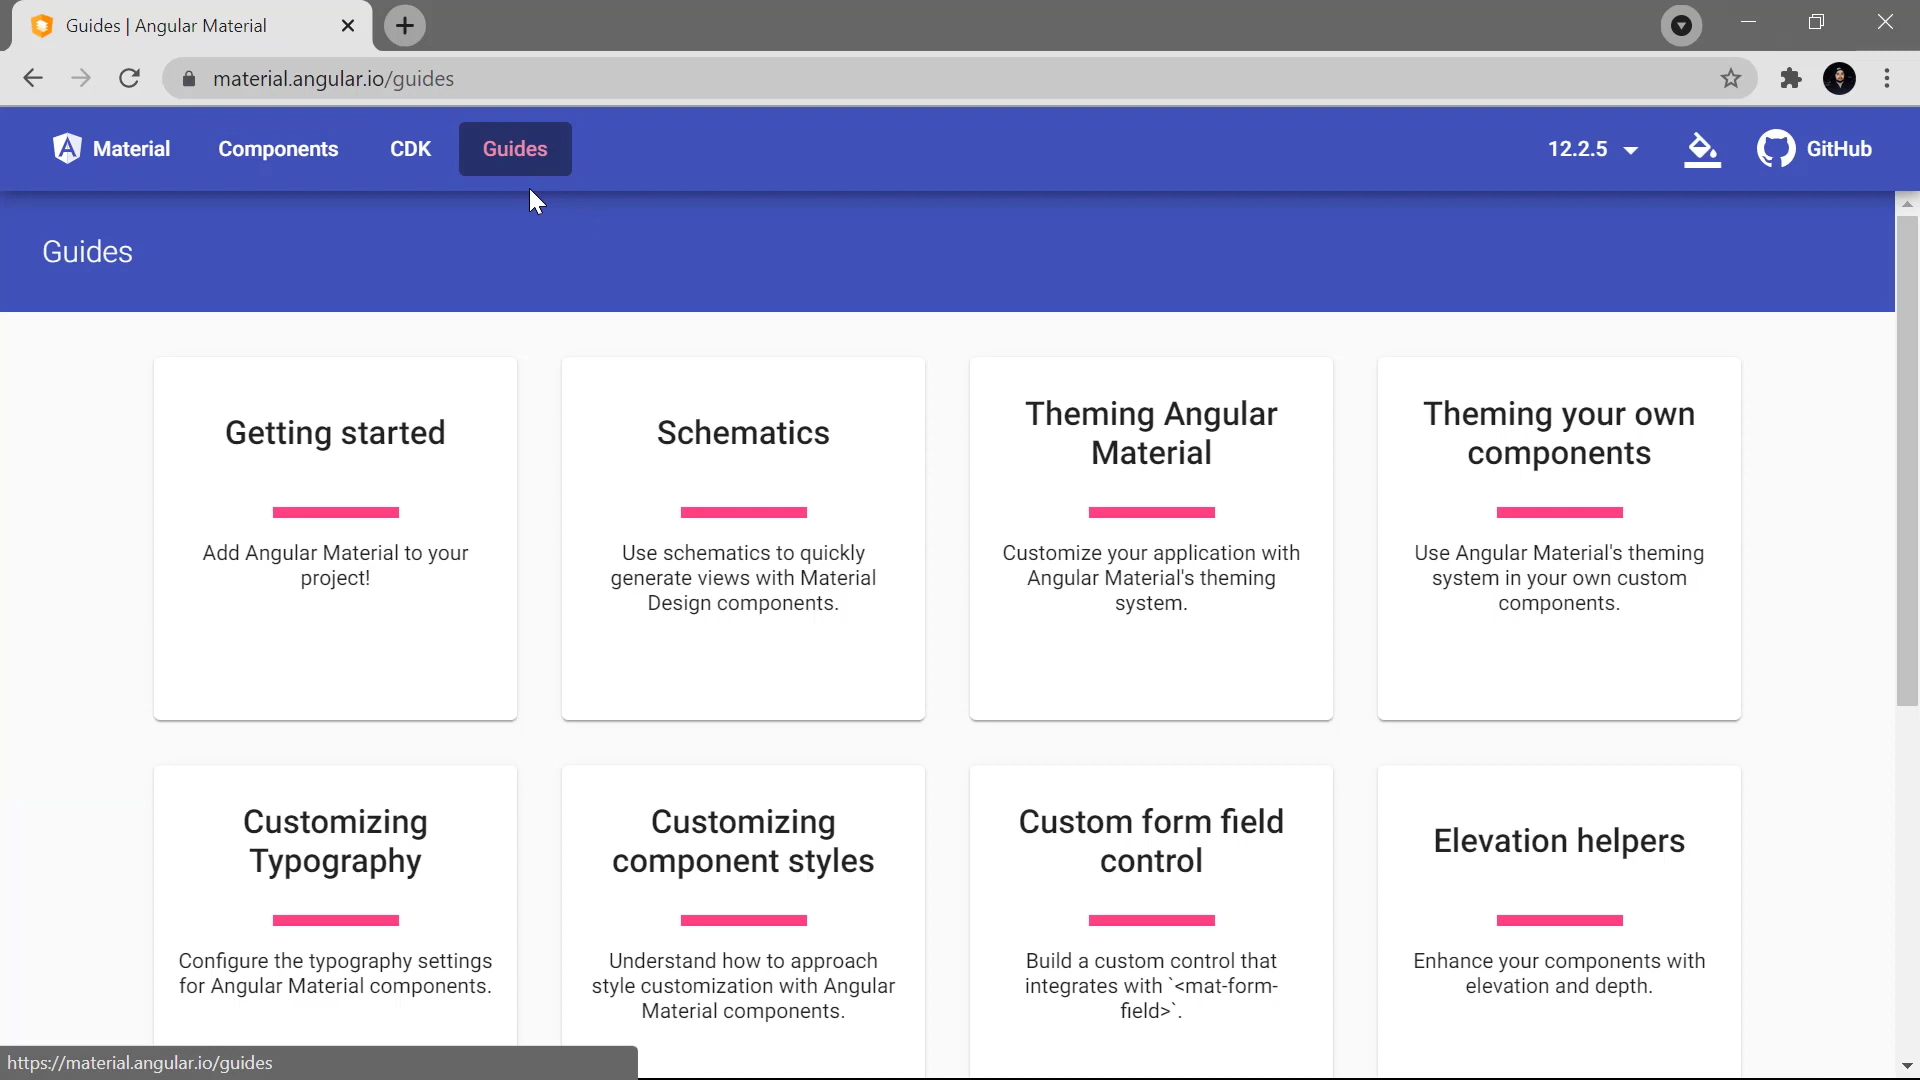 Guides | Angular Material
material.angular.io/guides
Material
Components
CDK
Guides
12.2.5
GitHub
Guides
Getting started
Add Angular Material to your
project!
Schematics
Use schematics to quickly
generate views with Material
Design components.
Theming Angular
Material
Customize your application with
Angular Material's theming
system.
Theming your own
components
Use Angular Material's theming
system in your own custom
components.
Customizing
Typography
Configure the typography settings
for Angular Material components.
Customizing
component styles
Understand how to approach
style customization with Angular
Material components.
Custom form field
control
Build a custom control that
integrates with `<mat-form-
field>`.
Elevation helpers
Enhance your components with
elevation and depth.
https://material.angular.io/guides